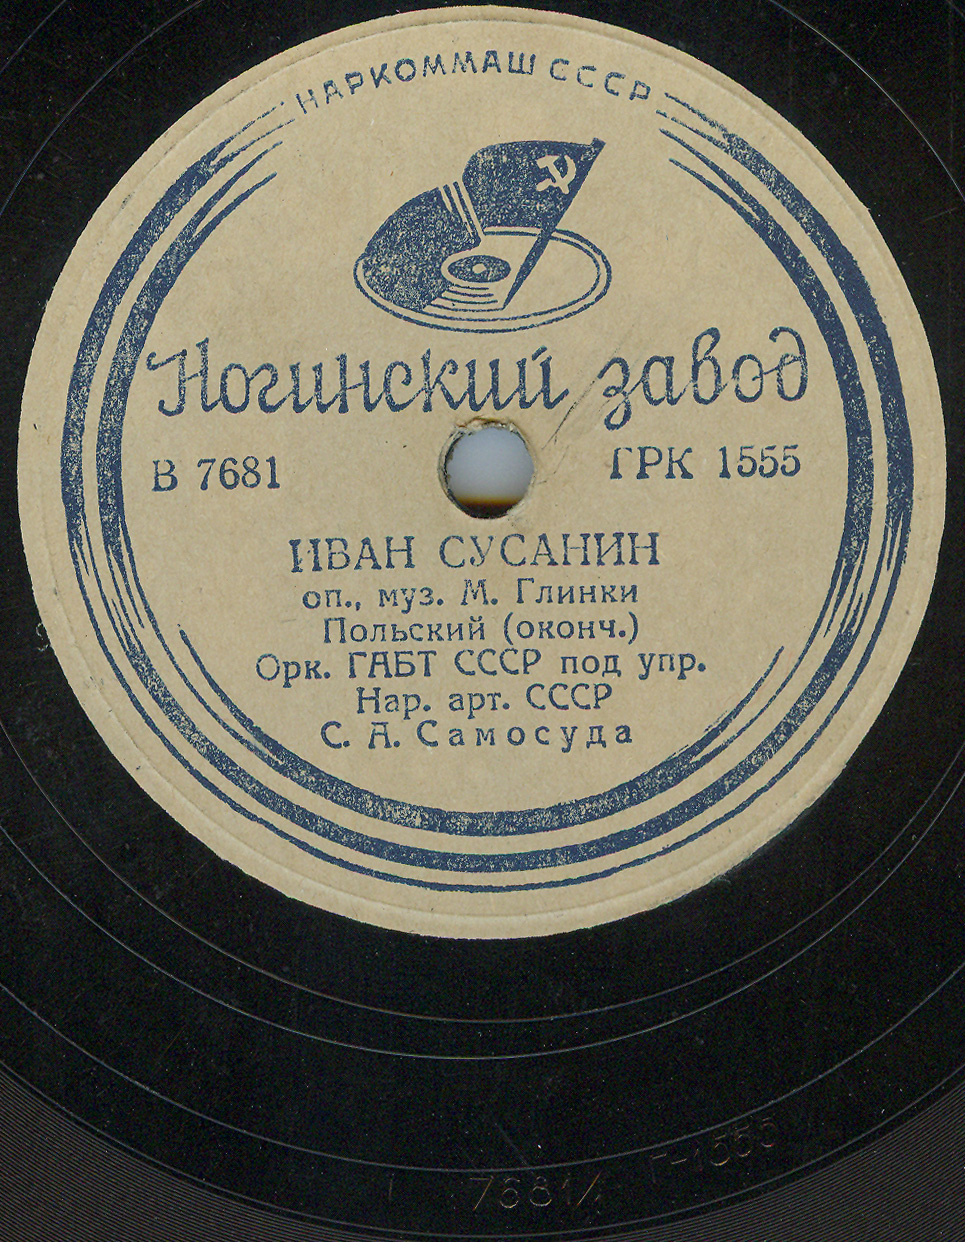 НАРКОММАШ СССР
Ногинский завод
В 7681 ГРК 1555
ИВАН СУСАНИН
оп., муз. М. Глинки
Польский (оконч.)
Орк. ГАБТ СССР под упр.
Нар. арт. СССР
С. А. Самосуда
Г-1555
7681/